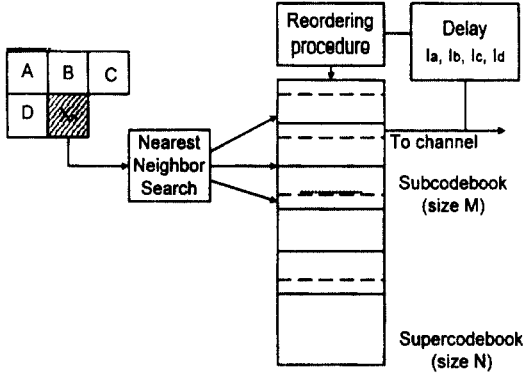 Reordering
procedure
Delay
Ia, Ib, Ic, Id
A B C
D
Nearest
Neighbor
Search
To channel
Subcodebook
(size M)
Supercodebook
(size N)